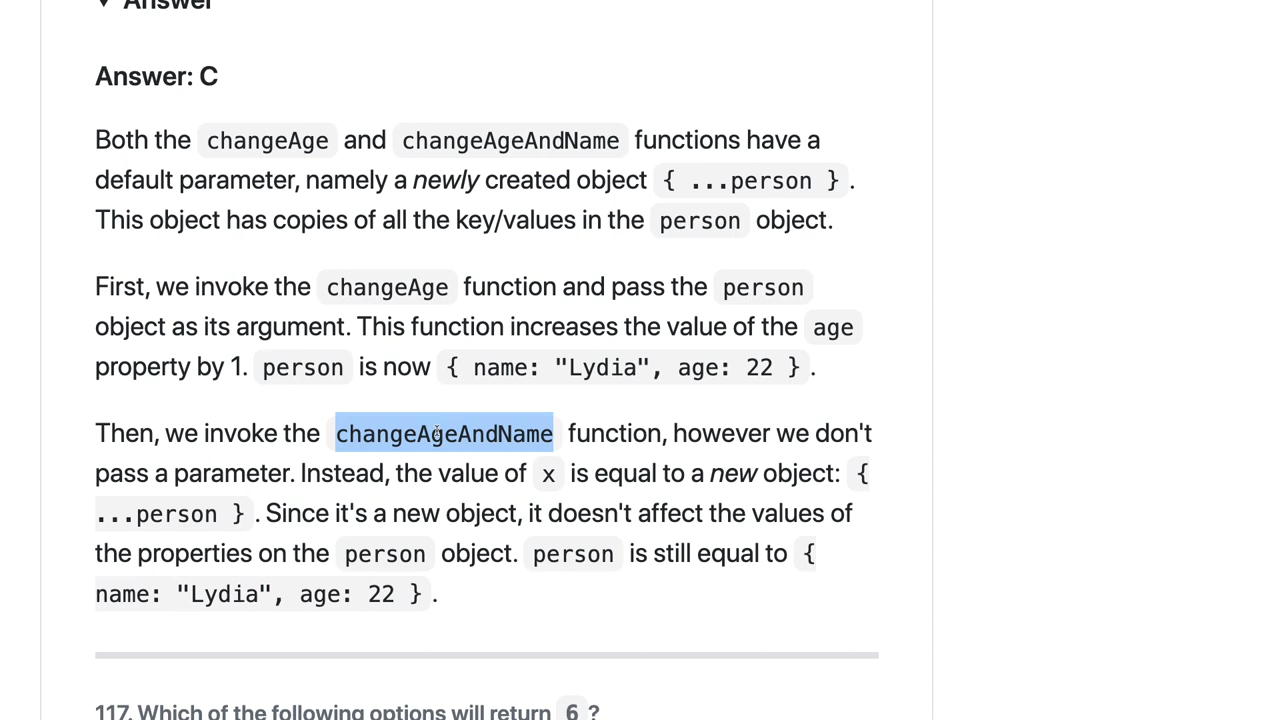 ▼ Answer
Answer: C
Both the changeAge and changeAgeAndName functions have a
default parameter, namely a newly created object { ...person } .
This object has copies of all the key/values in the person object.
First, we invoke the changeAge function and pass the person
object as its argument. This function increases the value of the age
property by 1. person is now { name: "Lydia", age: 22 } .
Then, we invoke the changeAgeAndName function, however we don't
pass a parameter. Instead, the value of x is equal to a new object: {
...person } . Since it's a new object, it doesn't affect the values of
the properties on the person object. person is still equal to {
name: "Lydia", age: 22 } .
117. Which of the following options will return 6 ?